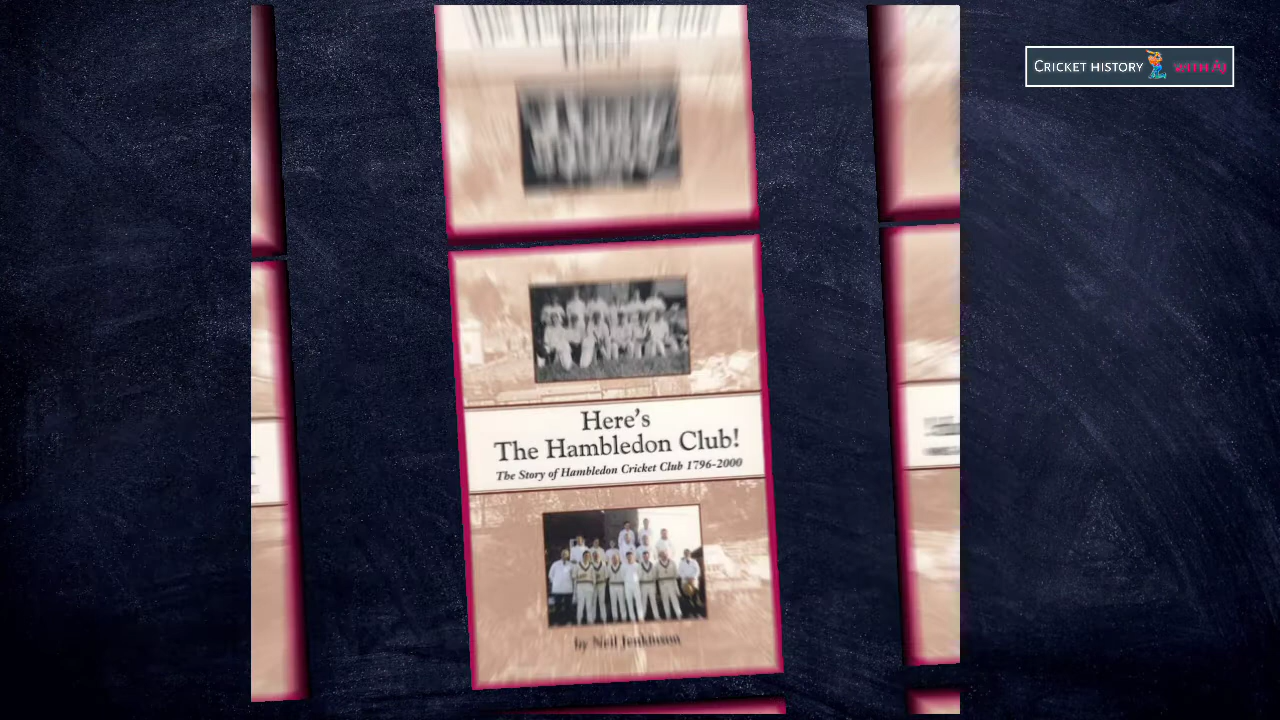 CRICKET HISTORY WITH AJ
Here's
The Hambledon Club!
The Story of Hambledon Cricket Club 1796-2000
by Neil Jenkinson